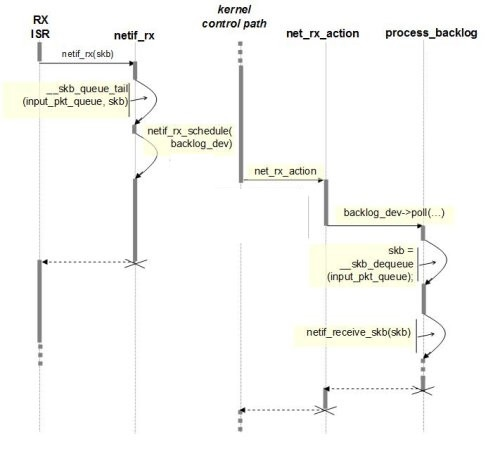 RX
ISR
netif_rx
kernel
control path
net_rx_action
process_backlog
netif_rx(skb)
__skb_queue_tail
(input_pkt_queue, skb)
netif_rx_schedule(
backlog_dev)
net_rx_action
backlog_dev->poll(...)
skb =
__skb_dequeue
(input_pkt_queue);
netif_receive_skb(skb)